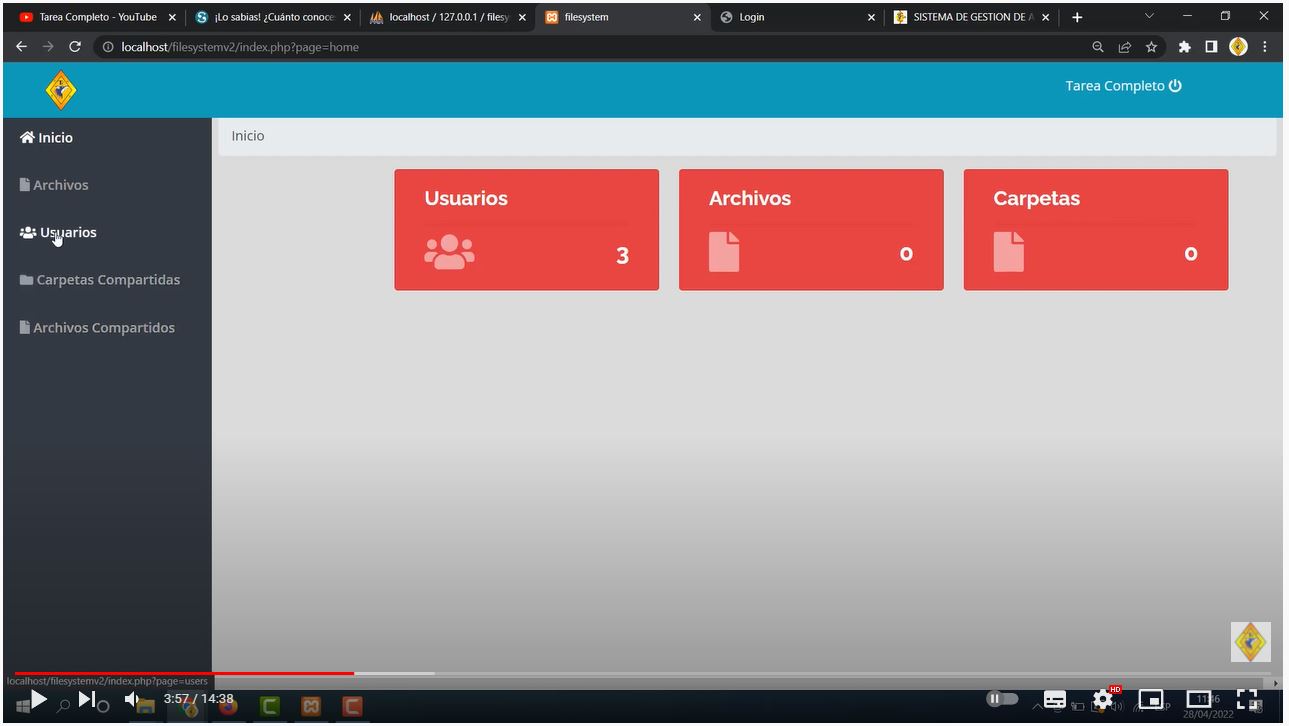 Tarea Completo - YouTube
¡Lo sabias! ¿Cuánto conoce
localhost / 127.0.0.1 / filesy
filesystem
Login
SISTEMA DE GESTION DE A
localhost/filesystemv2/index.php?page=home
Tarea Completo
Inicio
Inicio
Archivos
Usuarios
Carpetas Compartidas
Archivos Compartidos
Usuarios
3
Archivos
0
Carpetas
0
localhost/filesystemv2/index.php?page=users
3:57 / 14:38
HD
11:46
28/04/2022